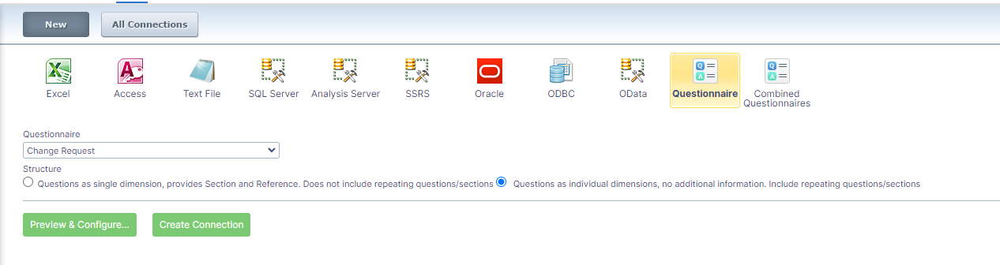 New All Connections
Excel Access Text File SQL Server Analysis Server SSRS Oracle ODBC OData Questionnaire Combined Questionnaires
Questionnaire
Change Request
Structure
Questions as single dimension, provides Section and Reference. Does not include repeating questions/sections Questions as individual dimensions, no additional information. Include repeating questions/sections
Preview & Configure... Create Connection